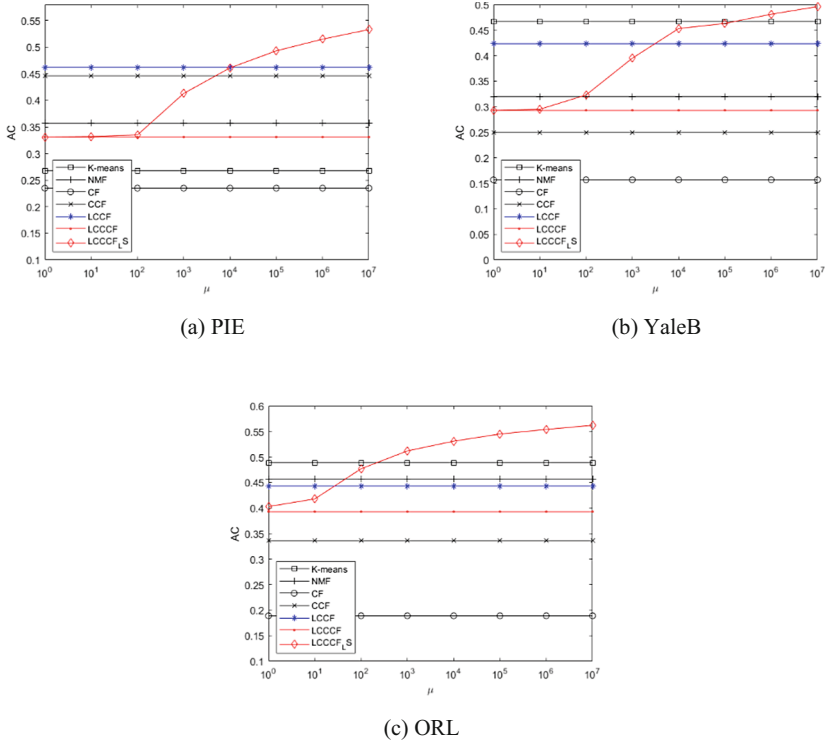 0.55
0.5
0.45
0.4
AC
0.35
0.3
0.25
0.2
0.15
0.1
K-means
NMF
CF
CCF
LCCF
LCCCF
LCCCF_LS
10^0 10^1 10^2 10^3 10^4 10^5 10^6 10^7
μ
(a) PIE
0.5
0.45
0.4
0.35
0.3
AC
0.25
0.2
0.15
0.1
0.05
0
K-means
NMF
CF
CCF
LCCF
LCCCF
LCCCF_LS
10^0 10^1 10^2 10^3 10^4 10^5 10^6 10^7
μ
(b) YaleB
0.6
0.55
0.5
0.45
0.4
AC
0.35
0.3
0.25
0.2
0.15
0.1
K-means
NMF
CF
CCF
LCCF
LCCCF
LCCCF_LS
10^0 10^1 10^2 10^3 10^4 10^5 10^6 10^7
μ
(c) ORL